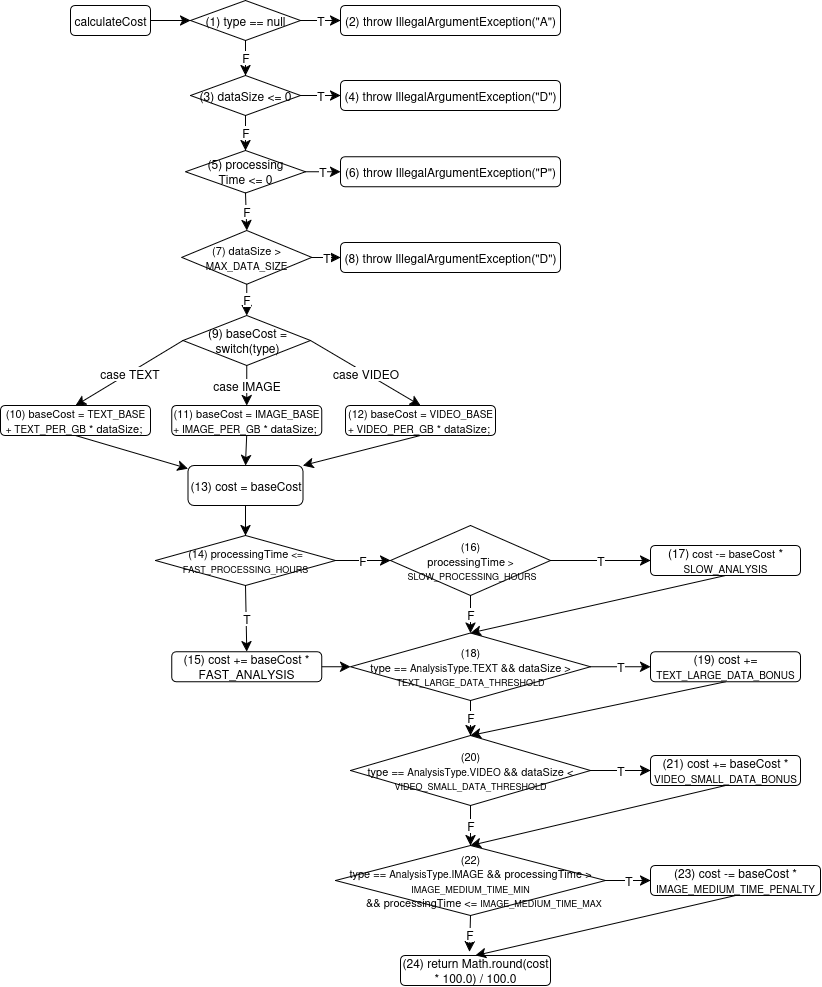 calculateCost
(1) type == null
T
(2) throw IllegalArgumentException("A")
F
(3) dataSize <= 0
T
(4) throw IllegalArgumentException("D")
F
(5) processing
Time <= 0
T
(6) throw IllegalArgumentException("P")
F
(7) dataSize >
MAX_DATA_SIZE
T
(8) throw IllegalArgumentException("D")
F
(9) baseCost =
switch(type)
case TEXT
case IMAGE
case VIDEO
(10) baseCost = TEXT_BASE
+ TEXT_PER_GB * dataSize;
(11) baseCost = IMAGE_BASE
+ IMAGE_PER_GB * dataSize;
(12) baseCost = VIDEO_BASE
+ VIDEO_PER_GB * dataSize;
(13) cost = baseCost
(14) processingTime <=
FAST_PROCESSING_HOURS
F
(16)
processingTime >
SLOW_PROCESSING_HOURS
T
(17) cost -= baseCost *
SLOW_ANALYSIS
T
F
(15) cost += baseCost *
FAST_ANALYSIS
(18)
type == AnalysisType.TEXT && dataSize >
TEXT_LARGE_DATA_THRESHOLD
T
(19) cost +=
TEXT_LARGE_DATA_BONUS
F
(20)
type == AnalysisType.VIDEO && dataSize <
VIDEO_SMALL_DATA_THRESHOLD
T
(21) cost += baseCost *
VIDEO_SMALL_DATA_BONUS
F
(22)
type == AnalysisType.IMAGE && processingTime >
IMAGE_MEDIUM_TIME_MIN
&& processingTime <= IMAGE_MEDIUM_TIME_MAX
T
(23) cost -= baseCost *
IMAGE_MEDIUM_TIME_PENALTY
F
(24) return Math.round(cost
* 100.0) / 100.0